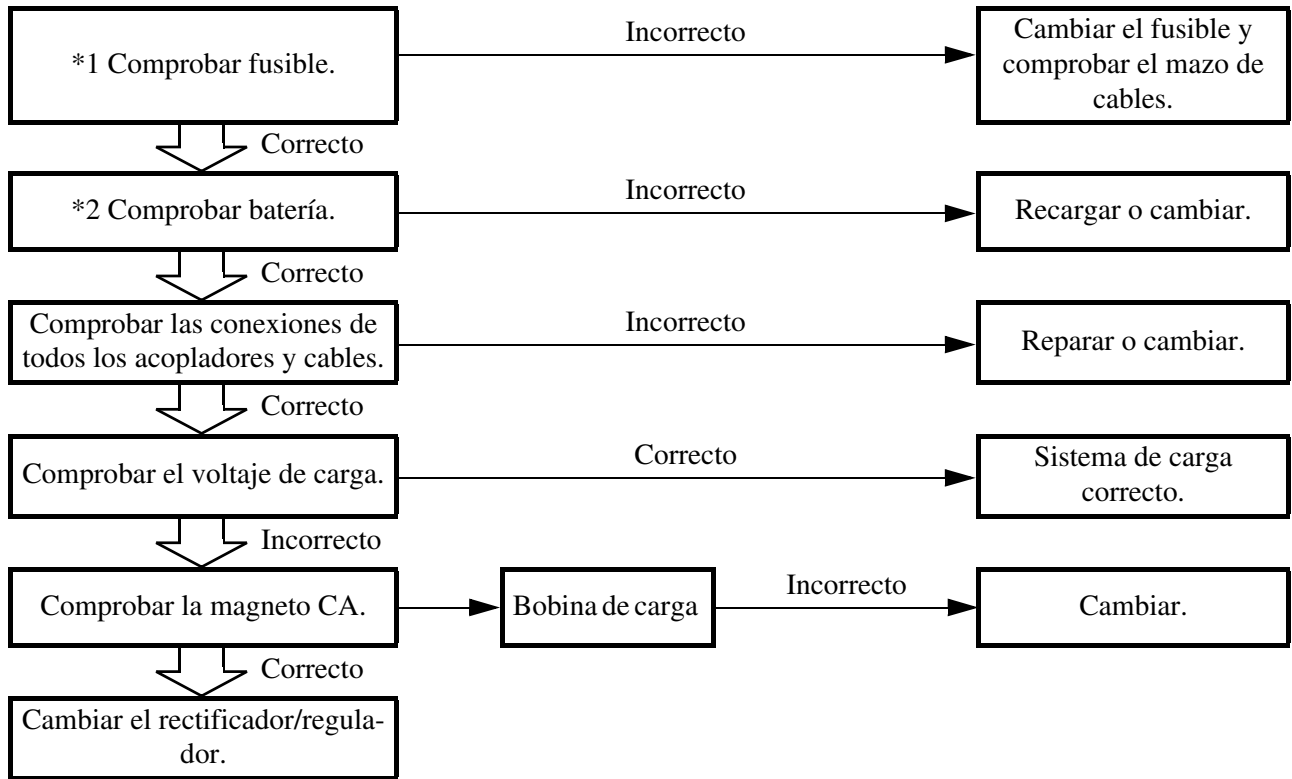 *1 Comprobar fusible.
Incorrecto
Cambiar el fusible y
comprobar el mazo de
cables.
Correcto
*2 Comprobar batería.
Incorrecto
Recargar o cambiar.
Correcto
Comprobar las conexiones de
todos los acopladores y cables.
Incorrecto
Reparar o cambiar.
Correcto
Comprobar el voltaje de carga.
Correcto
Sistema de carga
correcto.
Incorrecto
Comprobar la magneto CA.
Bobina de carga
Incorrecto
Cambiar.
Correcto
Cambiar el rectificador/regula-
dor.